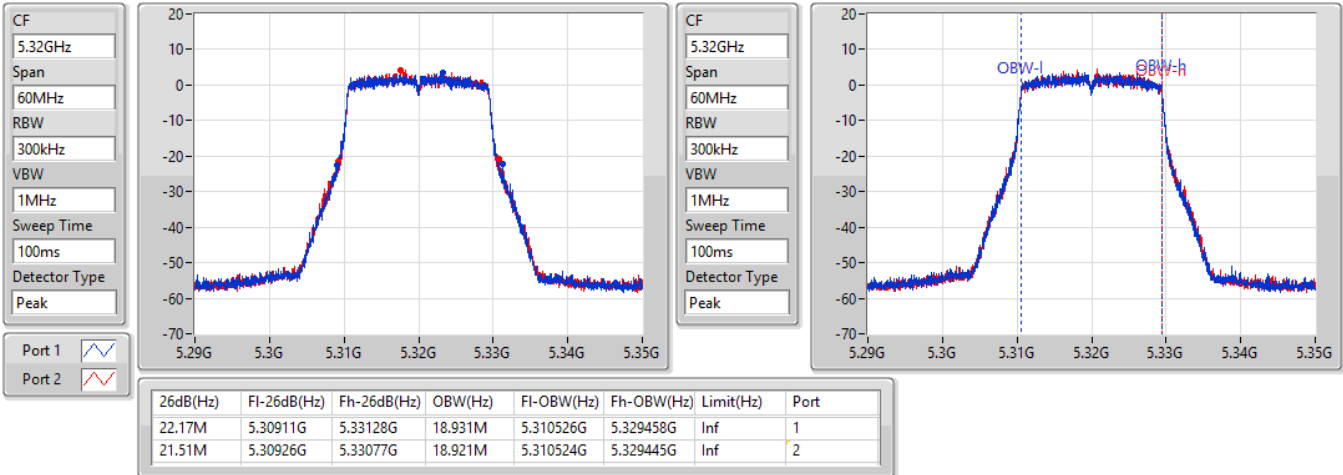 CF
5.32GHz
Span
60MHz
RBW
300kHz
VBW
1MHz
Sweep Time
100ms
Detector Type
Peak
Port 1
Port 2
20
10
0
-10
-20
-30
-40
-50
-60
-70
5.29G 5.3G 5.31G 5.32G 5.33G 5.34G 5.35G
CF
5.32GHz
Span
60MHz
RBW
300kHz
VBW
1MHz
Sweep Time
100ms
Detector Type
Peak
20
10
0
-10
-20
-30
-40
-50
-60
-70
OBW-l
OBW-h
OBW-h
5.29G 5.3G 5.31G 5.32G 5.33G 5.34G 5.35G
26dB(Hz) Fl-26dB(Hz) Fh-26dB(Hz) OBW(Hz) Fl-OBW(Hz) Fh-OBW(Hz) Limit(Hz) Port
22.17M 5.30911G 5.33128G 18.931M 5.310526G 5.329458G Inf 1
21.51M 5.30926G 5.33077G 18.921M 5.310524G 5.329445G Inf 2